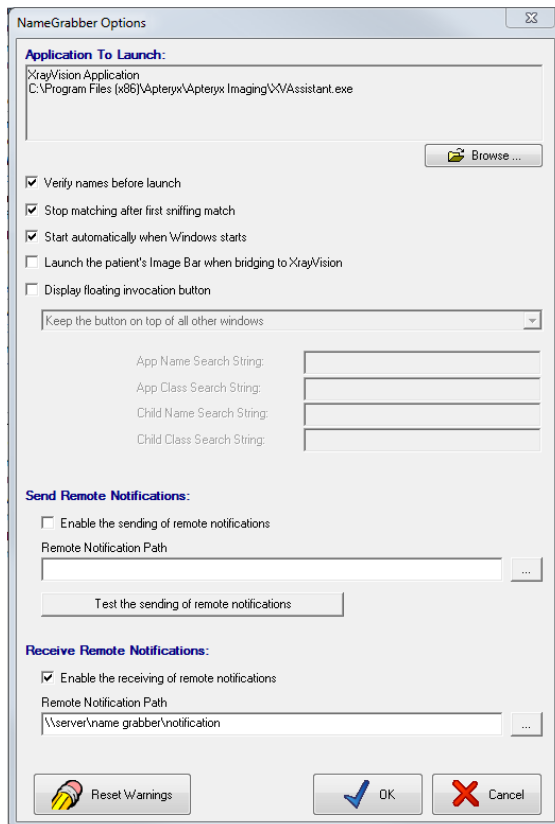 NameGrabber Options
Application To Launch:
XrayVision Application
C:\Program Files (x86)\Apteryx\Apteryx Imaging\XVAssistant.exe
Browse ...
Verify names before launch
Stop matching after first sniffing match
Start automatically when Windows starts
Launch the patient's Image Bar when bridging to XrayVision
Display floating invocation button
Keep the button on top of all other windows
App Name Search String:
App Class Search String:
Child Name Search String:
Child Class Search String:
Send Remote Notifications:
Enable the sending of remote notifications
Remote Notification Path
...
Test the sending of remote notifications
Receive Remote Notifications:
Enable the receiving of remote notifications
Remote Notification Path
\\server\name grabber\notification
...
Reset Warnings
OK
Cancel